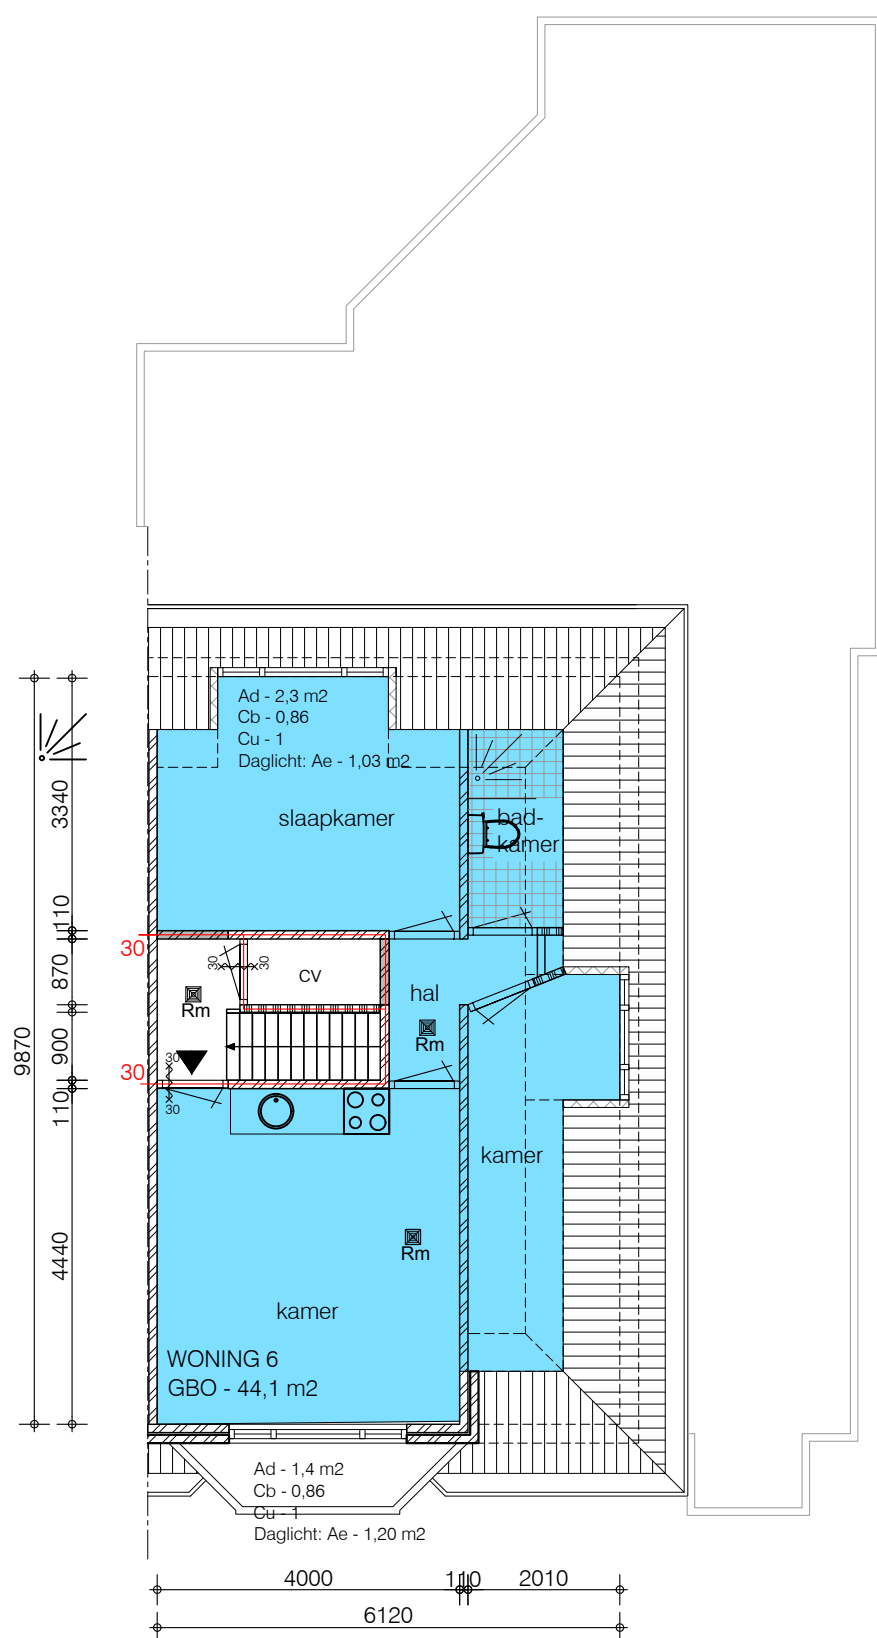 Ad - 2,3 m2
Cb - 0,86
Cu - 1
Daglicht: Ae - 1,03 m2
slaapkamer
bad-
kamer
3340
110
870
900
110
4440
9870
30
30
30
CV
Rm
hal
Rm
30
30
30
kamer
Rm
kamer
WONING 6
GBO - 44,1 m2
Ad - 1,4 m2
Cb - 0,86
Cu - 1
Daglicht: Ae - 1,20 m2
4000
110
2010
6120